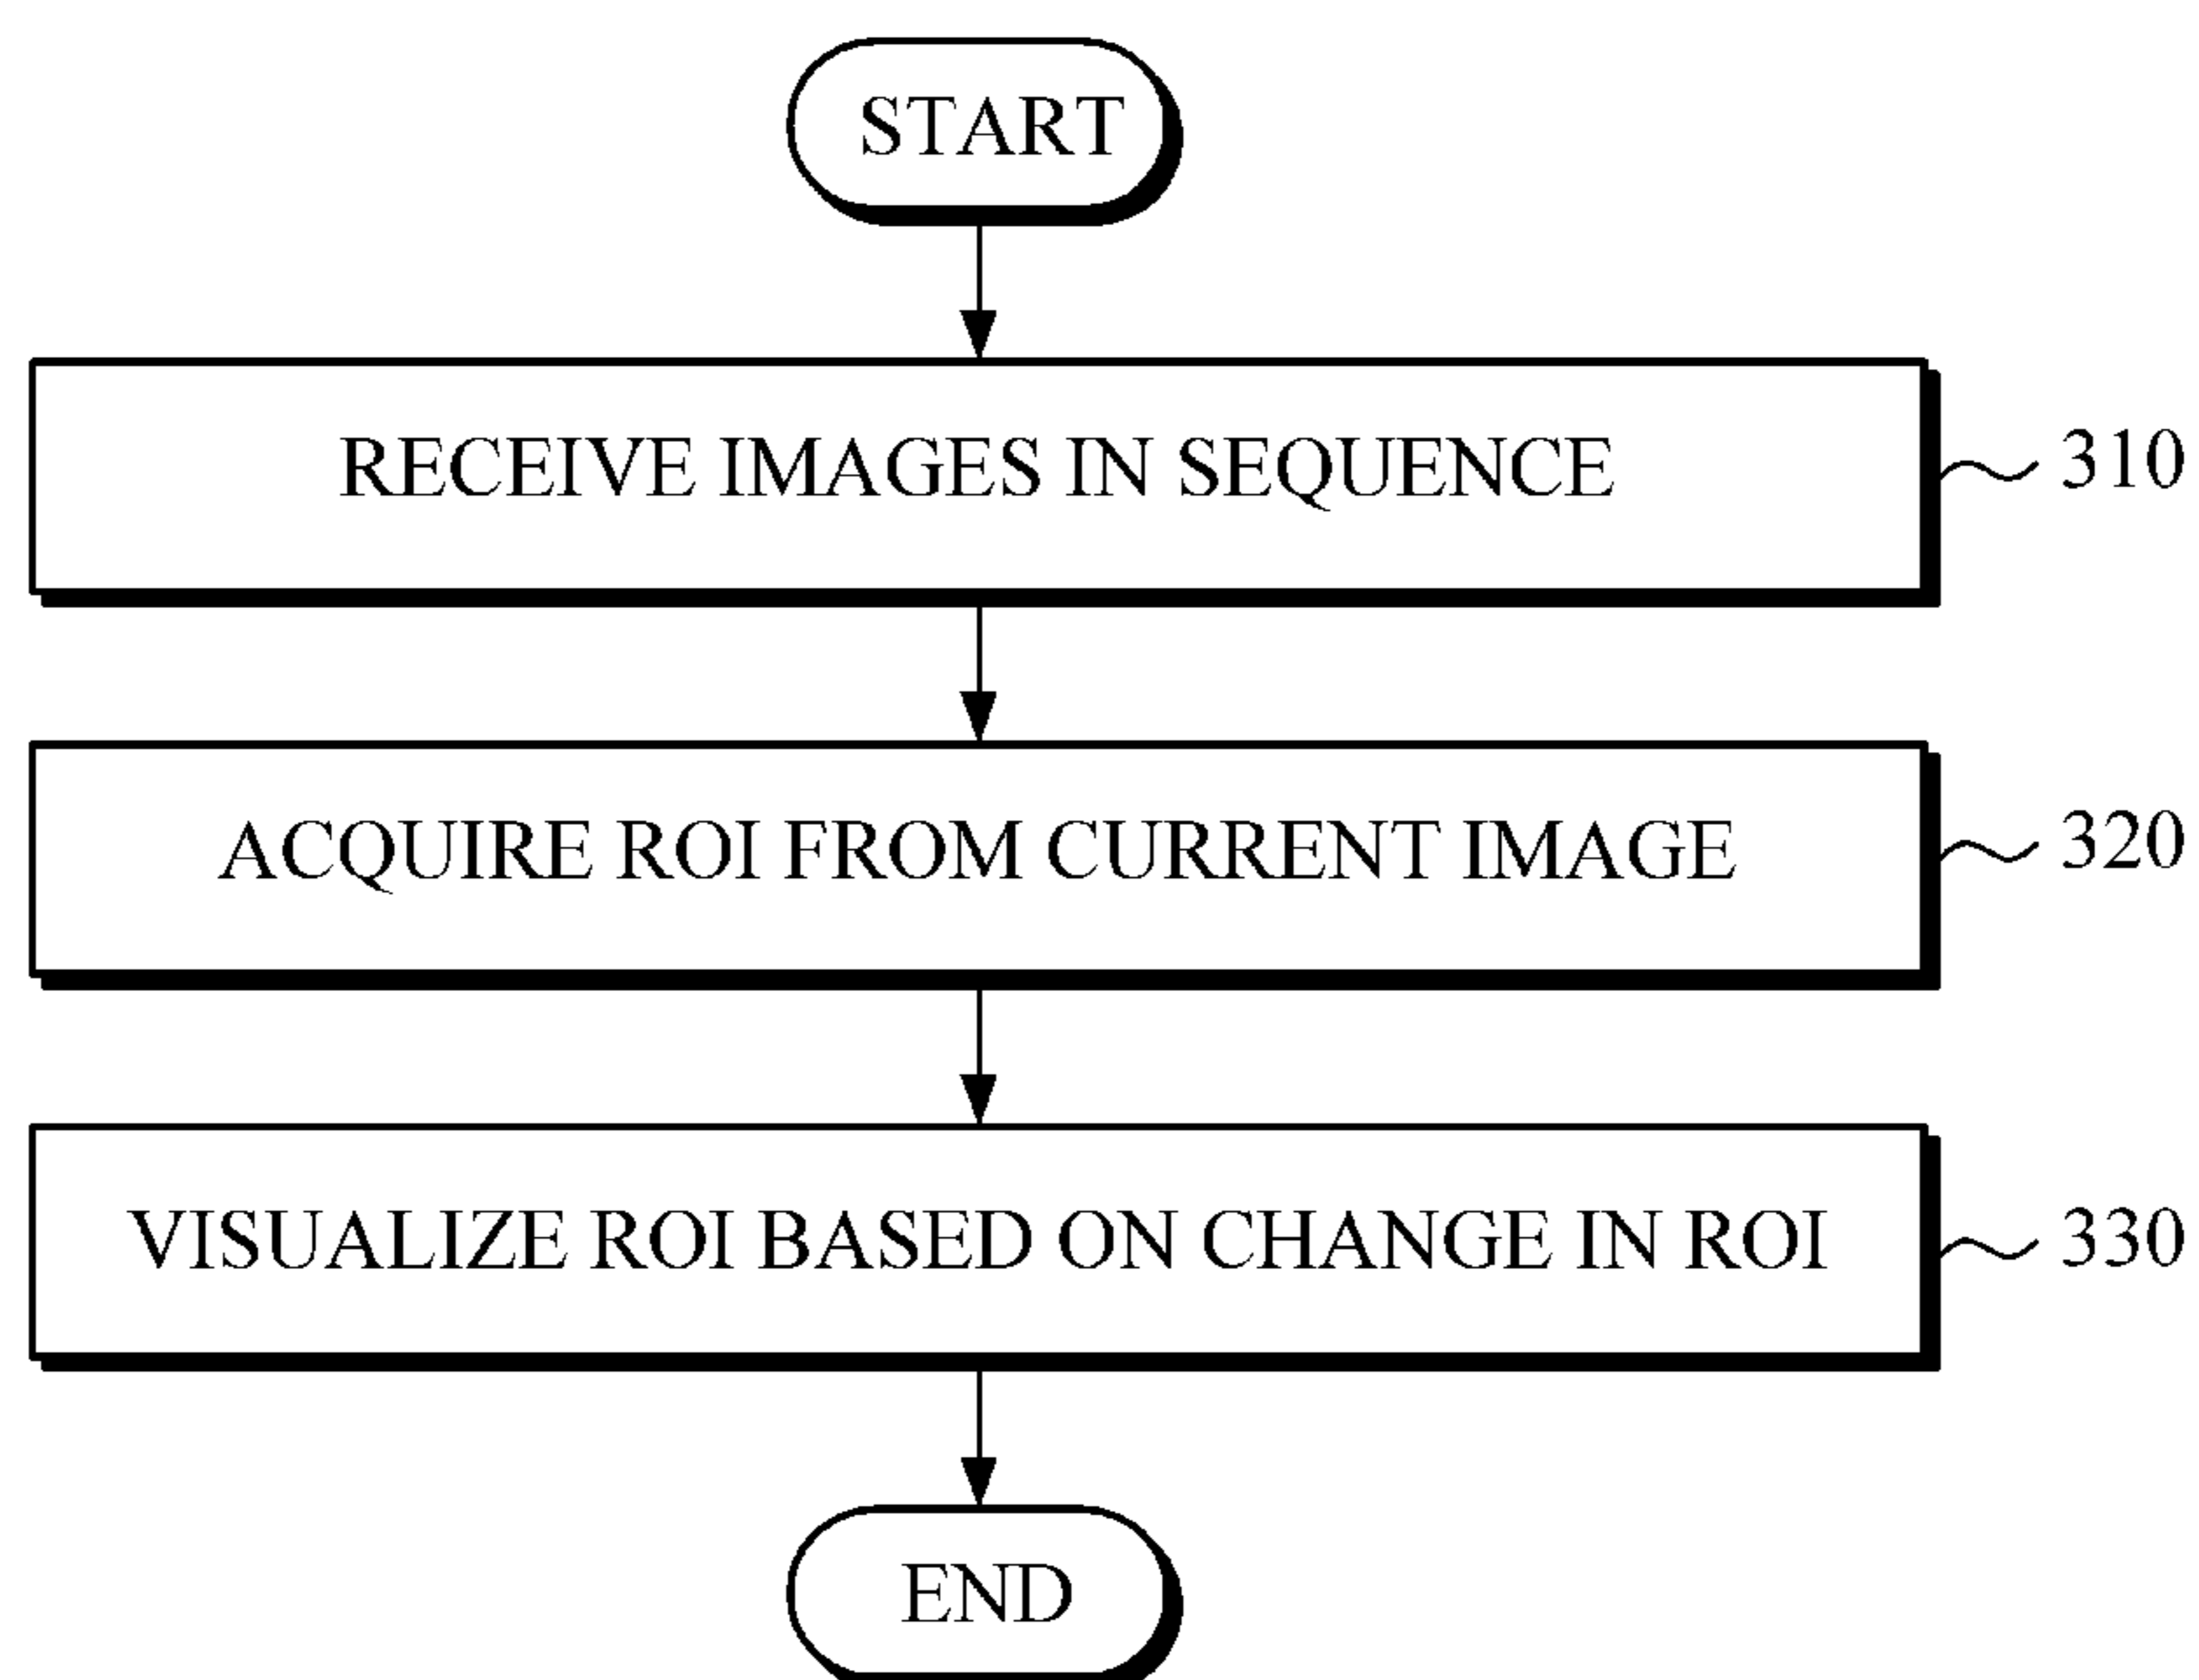 START
RECEIVE IMAGES IN SEQUENCE
310
ACQUIRE ROI FROM CURRENT IMAGE
320
VISUALIZE ROI BASED ON CHANGE IN ROI
330
END